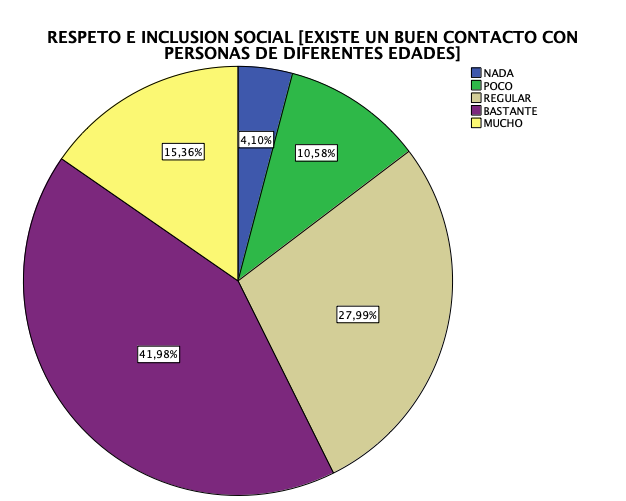 RESPETO E INCLUSION SOCIAL [EXISTE UN BUEN CONTACTO CON
PERSONAS DE DIFERENTES EDADES]
NADA
POCO
REGULAR
BASTANTE
MUCHO
4,10%
15,36%
10,58%
27,99%
41,98%